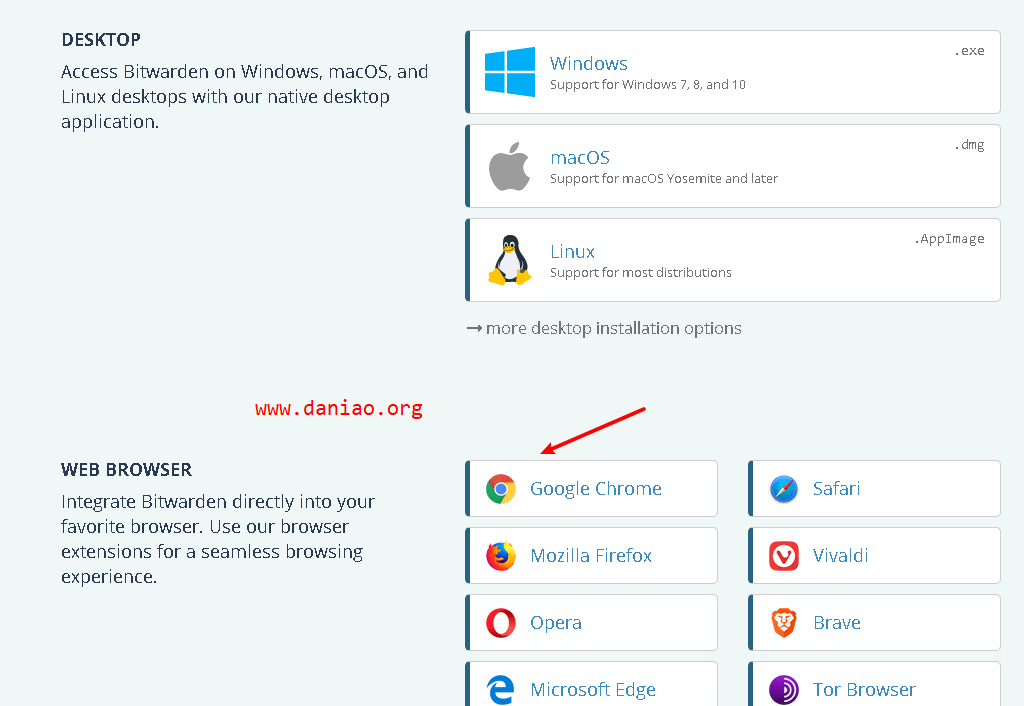 DESKTOP
Access Bitwarden on Windows, macOS, and
Linux desktops with our native desktop
application.
Windows
Support for Windows 7, 8, and 10
.exe
macOS
Support for macOS Yosemite and later
.dmg
Linux
Support for most distributions
.AppImage
→ more desktop installation options
www.daniao.org
WEB BROWSER
Integrate Bitwarden directly into your
favorite browser. Use our browser
extensions for a seamless browsing
experience.
Google Chrome
Safari
Mozilla Firefox
Vivaldi
Opera
Brave
Microsoft Edge
Tor Browser